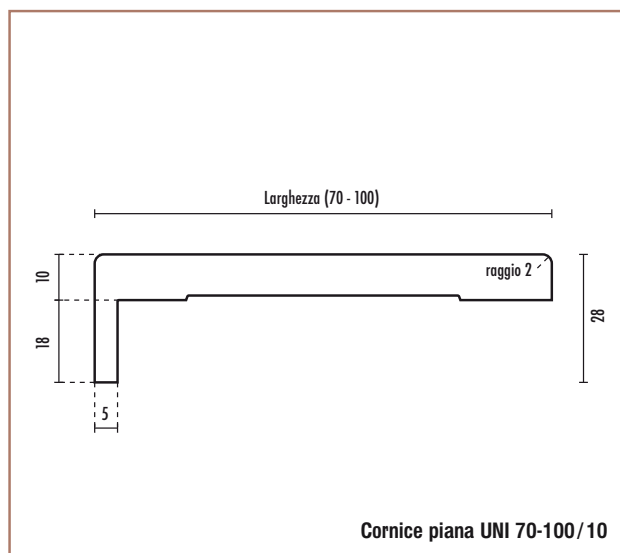 Larghezza (70 - 100)
10
raggio 2
18
28
5
Cornice piana UNI 70-100/10